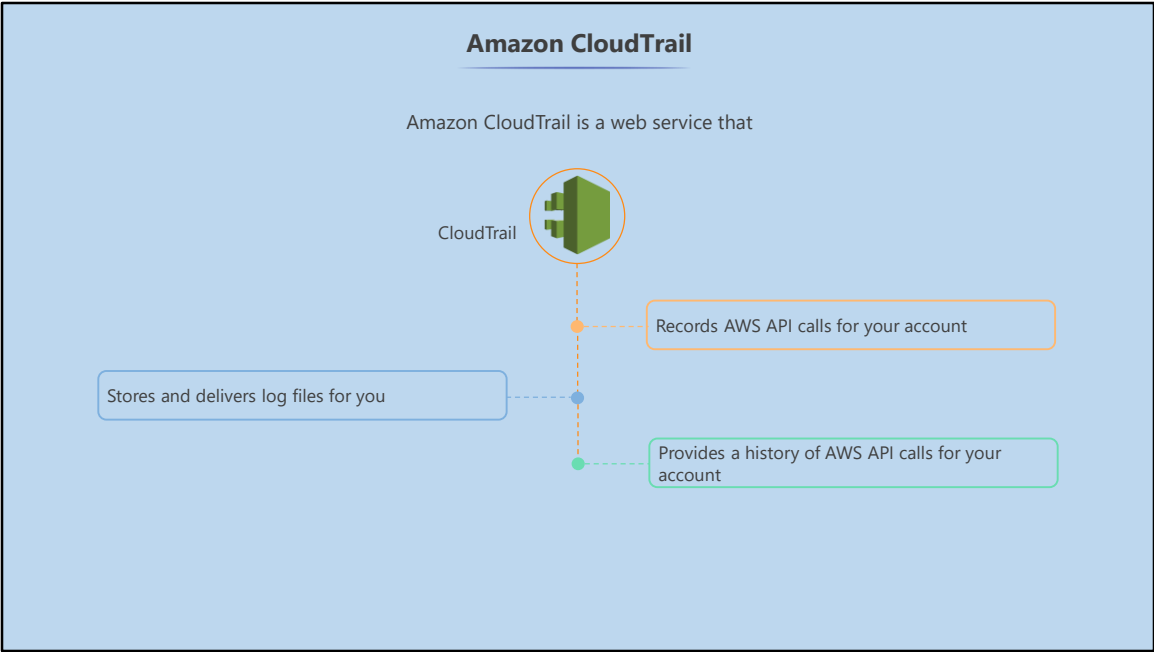 Amazon CloudTrail
Amazon CloudTrail is a web service that
CloudTrail
Records AWS API calls for your account
Stores and delivers log files for you
Provides a history of AWS API calls for your
account